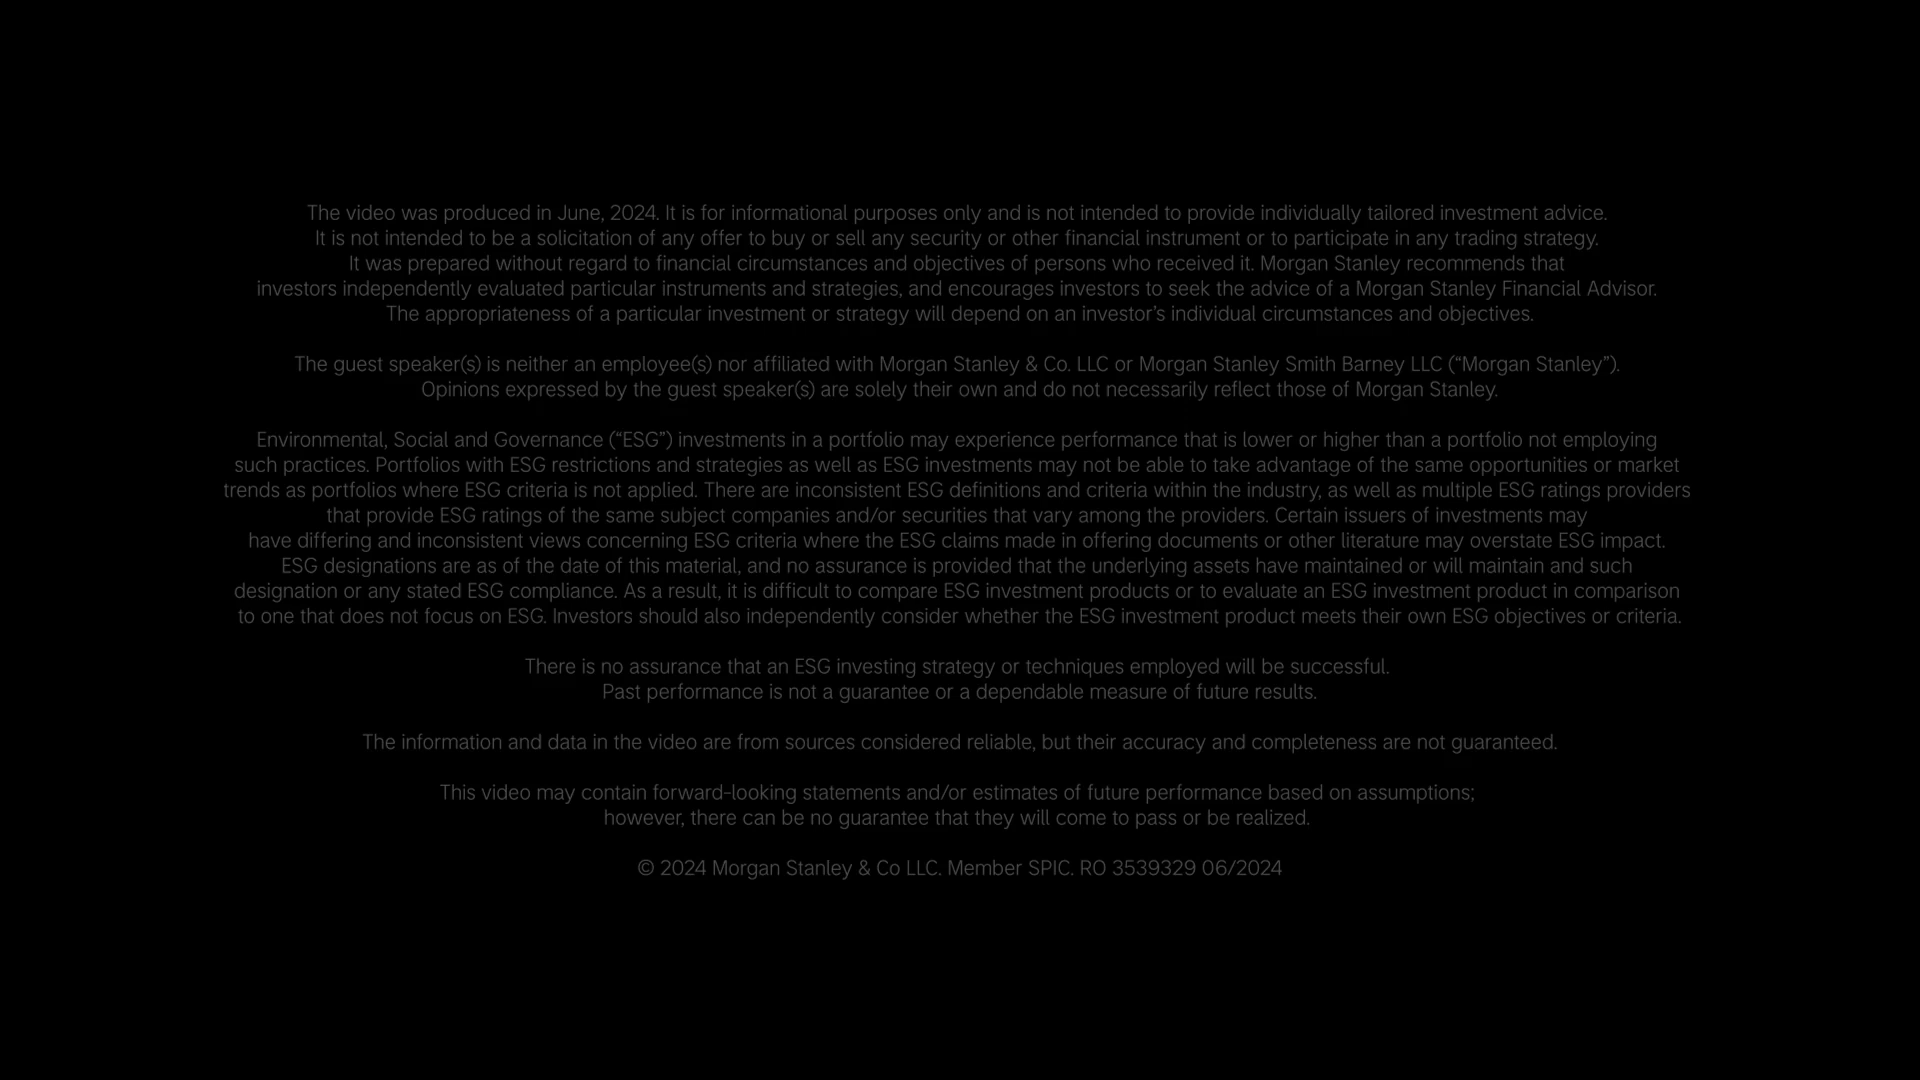 The video was produced in June, 2024. It is for informational purposes only and is not intended to provide individually tailored investment advice.
It is not intended to be a solicitation of any offer to buy or sell any security or other financial instrument or to participate in any trading strategy.
It was prepared without regard to financial circumstances and objectives of persons who received it. Morgan Stanley recommends that
investors independently evaluated particular instruments and strategies, and encourages investors to seek the advice of a Morgan Stanley Financial Advisor.
The appropriateness of a particular investment or strategy will depend on an investor’s individual circumstances and objectives.
The guest speaker(s) is neither an employee(s) nor affiliated with Morgan Stanley & Co. LLC or Morgan Stanley Smith Barney LLC (“Morgan Stanley”).
Opinions expressed by the guest speaker(s) are solely their own and do not necessarily reflect those of Morgan Stanley.
Environmental, Social and Governance (“ESG”) investments in a portfolio may experience performance that is lower or higher than a portfolio not employing
such practices. Portfolios with ESG restrictions and strategies as well as ESG investments may not be able to take advantage of the same opportunities or market
trends as portfolios where ESG criteria is not applied. There are inconsistent ESG definitions and criteria within the industry, as well as multiple ESG ratings providers
that provide ESG ratings of the same subject companies and/or securities that vary among the providers. Certain issuers of investments may
have differing and inconsistent views concerning ESG criteria where the ESG claims made in offering documents or other literature may overstate ESG impact.
ESG designations are as of the date of this material, and no assurance is provided that the underlying assets have maintained or will maintain and such
designation or any stated ESG compliance. As a result, it is difficult to compare ESG investment products or to evaluate an ESG investment product in comparison
to one that does not focus on ESG. Investors should also independently consider whether the ESG investment product meets their own ESG objectives or criteria.
There is no assurance that an ESG investing strategy or techniques employed will be successful.
Past performance is not a guarantee or a dependable measure of future results.
The information and data in the video are from sources considered reliable, but their accuracy and completeness are not guaranteed.
This video may contain forward-looking statements and/or estimates of future performance based on assumptions;
however, there can be no guarantee that they will come to pass or be realized.
© 2024 Morgan Stanley & Co LLC. Member SPIC. RO 3539329 06/2024